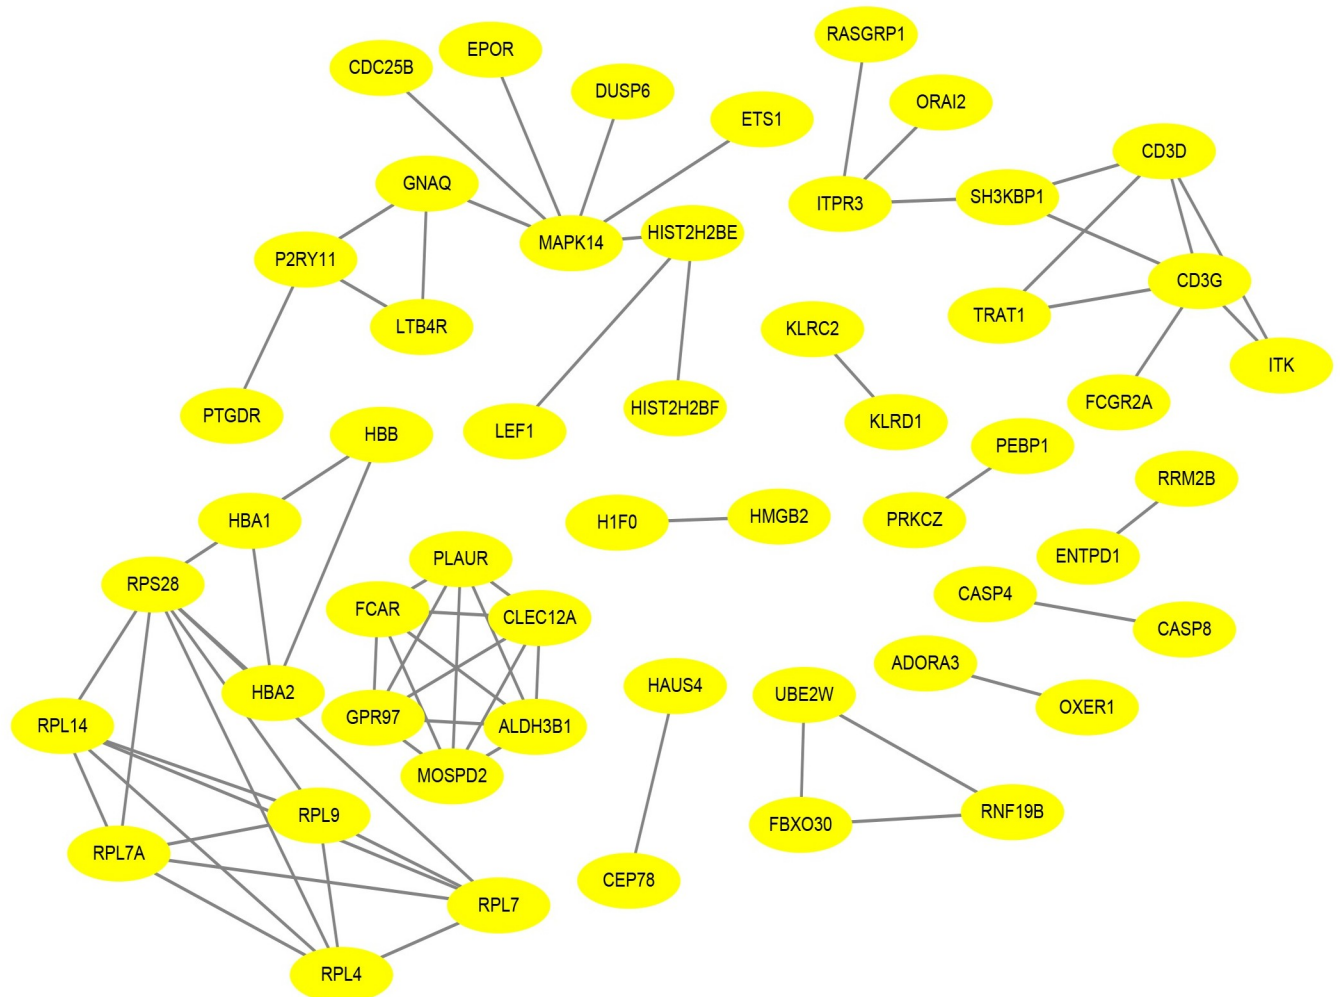 RASGRP1
EPOR
CDC25B
DUSP6
ORAI2
ETS1
CD3D
GNAQ
SH3KBP1
ITPR3
HIST2H2BE
MAPK14
P2RY11
CD3G
TRAT1
LTB4R
KLRC2
ITK
FCGR2A
HIST2H2BF
PTGDR
KLRD1
LEF1
HBB
PEBP1
RRM2B
HMGB2
HBA1
PRKCZ
H1F0
ENTPD1
PLAUR
RPS28
CASP4
FCAR
CLEC12A
CASP8
ADORA3
HAUS4
HBA2
UBE2W
OXER1
GPR97
RPL14
ALDH3B1
MOSPD2
RNF19B
RPL9
FBXO30
RPL7A
CEP78
RPL7
RPL4